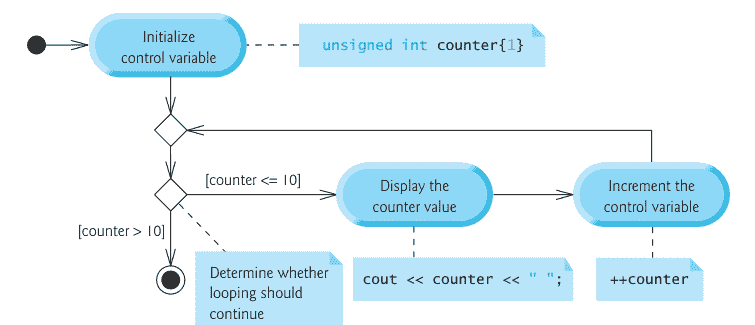 Initialize
control variable
unsigned int counter{1}
[counter <= 10]
Display the
counter value
Increment the
control variable
[counter > 10]
Determine whether
looping should
continue
cout << counter << " ";
++counter